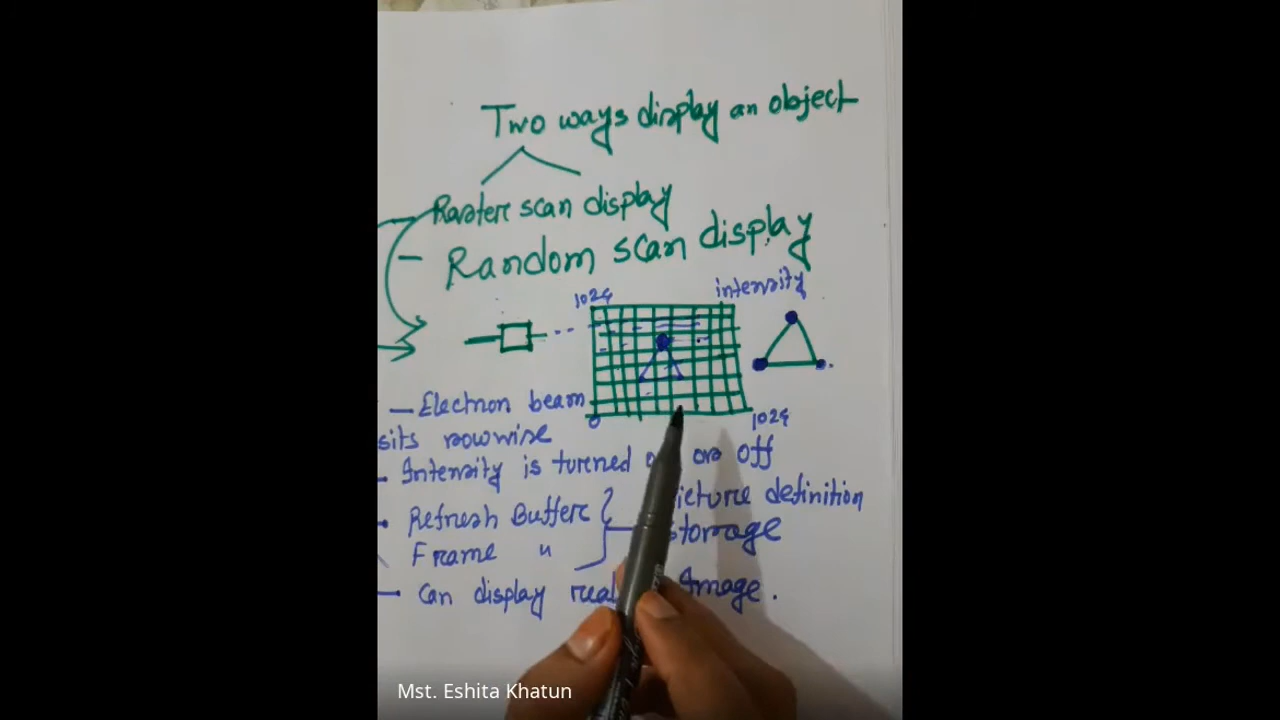 Two ways display an object
Raster scan display
- Random scan display
1024
intensity
- Electron beam
0
1024
sits rowwise
- Intensity is turned or off
- Refresh Buffer Picture definition
Frame " storage
- Can display real Image.
Mst. Eshita Khatun